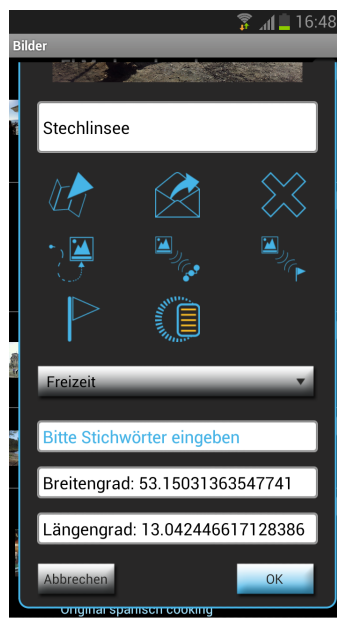 16:48
Bilder
Stechlinsee
Freizeit
Bitte Stichwörter eingeben
Breitengrad: 53.15031363547741
Längengrad: 13.042446617128386
Abbrechen
OK
Original spanisch cooking